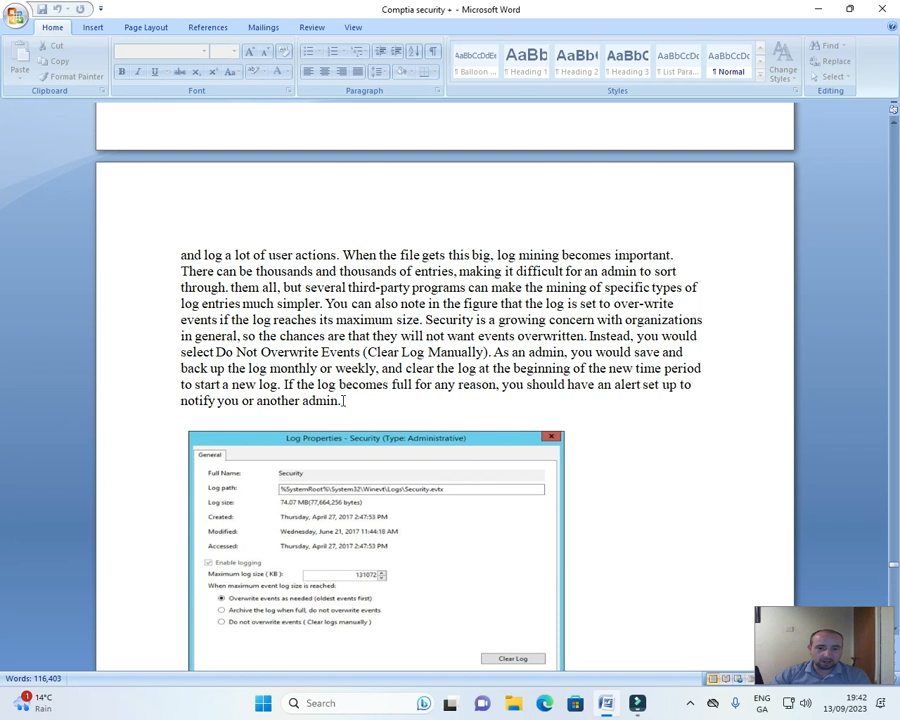 Comptia security + - Microsoft Word
Home Insert Page Layout References Mailings Review View
Cut
Copy
Format Painter
Paste
Clipboard
B I U abc x x Aa A
Font
Paragraph
AaBbCcDdEe AaBb AaBb AaBb AaBbCcDc AaBbCcDc
¶ Balloon ... ¶ Heading 1 ¶ Heading 2 ¶ Heading 3 ¶ List Para... ¶ Normal
Change Styles
Styles
Find
Replace
Select
Editing
and log a lot of user actions. When the file gets this big, log mining becomes important.
There can be thousands and thousands of entries, making it difficult for an admin to sort
through. them all, but several third-party programs can make the mining of specific types of
log entries much simpler. You can also note in the figure that the log is set to over-write
events if the log reaches its maximum size. Security is a growing concern with organizations
in general, so the chances are that they will not want events overwritten. Instead, you would
select Do Not Overwrite Events (Clear Log Manually). As an admin, you would save and
back up the log monthly or weekly, and clear the log at the beginning of the new time period
to start a new log. If the log becomes full for any reason, you should have an alert set up to
notify you or another admin.
Log Properties - Security (Type: Administrative)
General
Full Name: Security
Log path: %SystemRoot%\System32\Winevt\Logs\Security.evtx
Log size: 74.07 MB(77,664,256 bytes)
Created: Thursday, April 27, 2017 2:47:53 PM
Modified: Wednesday, June 21, 2017 11:44:18 AM
Accessed: Thursday, April 27, 2017 2:47:53 PM
Enable logging
Maximum log size ( KB ): 131072
When maximum event log size is reached:
Overwrite events as needed (oldest events first)
Archive the log when full, do not overwrite events
Do not overwrite events ( Clear logs manually )
Clear Log
Words: 116,403
1
14°C
Rain
Search
ENG
GA
19:42
13/09/2023